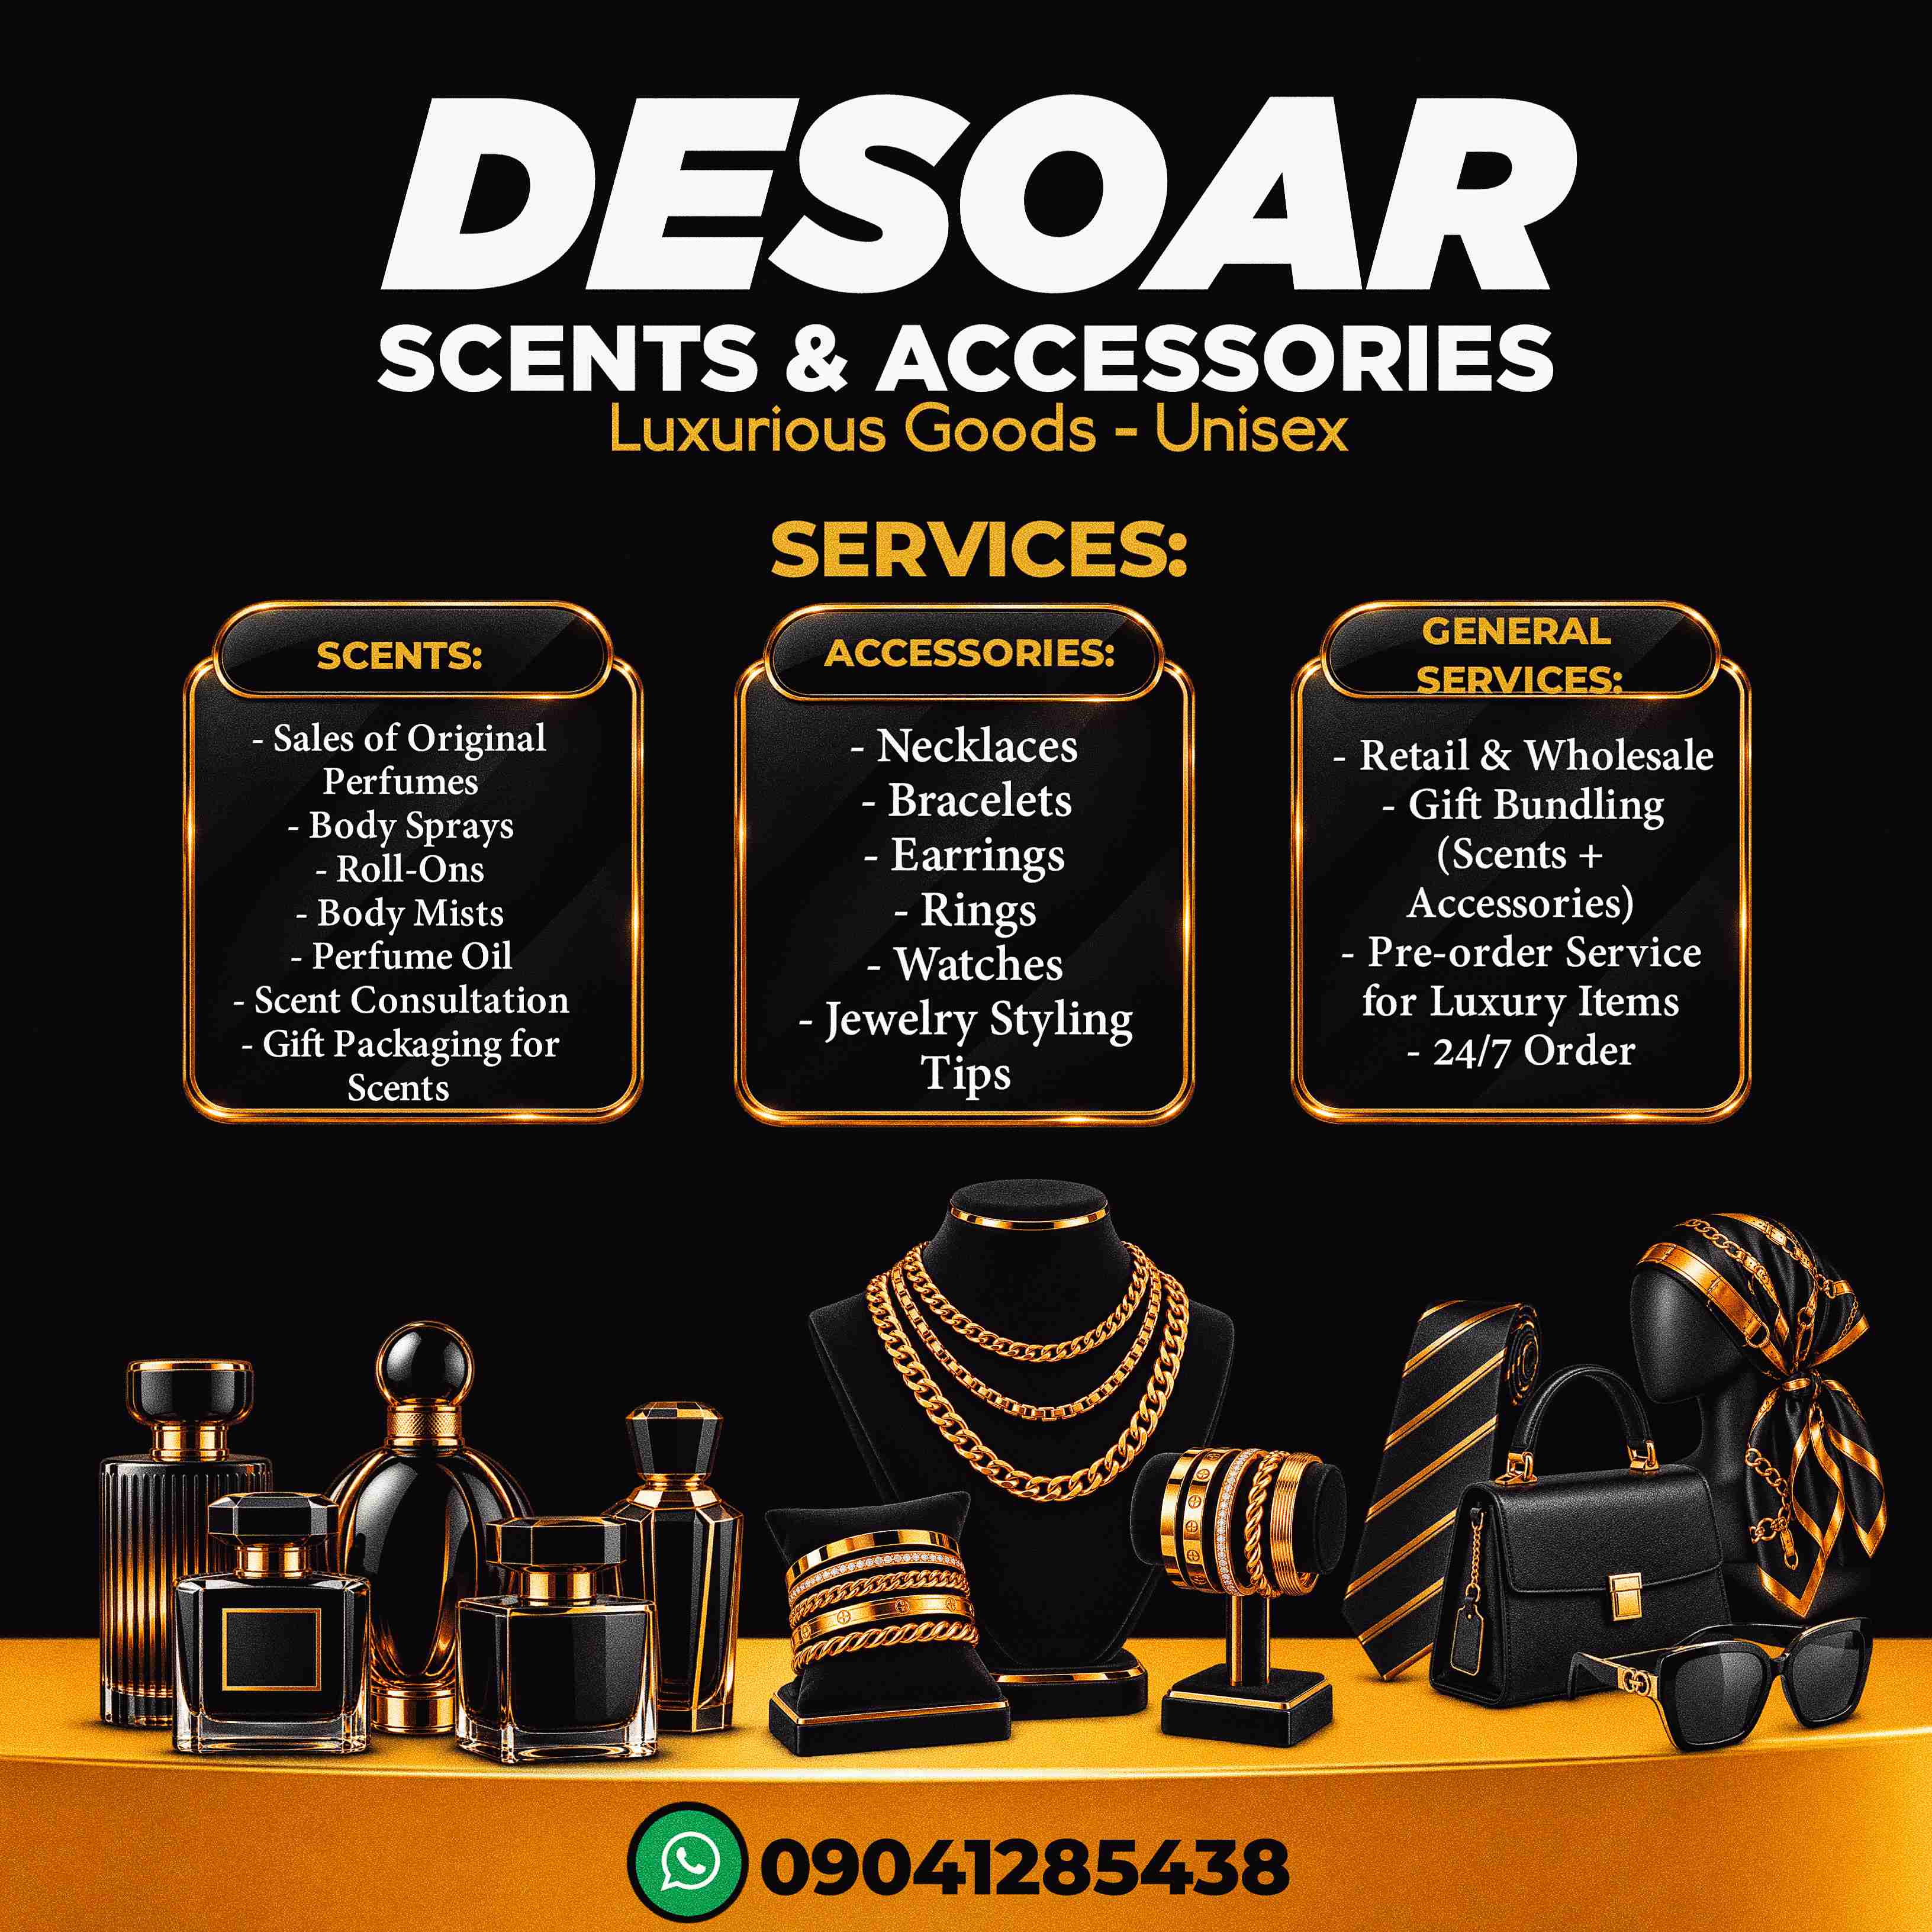 DESOAR
SCENTS & ACCESSORIES
Luxurious Goods - Unisex
SERVICES:
SCENTS:
- Sales of Original
Perfumes
- Body Sprays
- Roll-Ons
- Body Mists
- Perfume Oil
- Scent Consultation
- Gift Packaging for
Scents
ACCESSORIES:
- Necklaces
- Bracelets
- Earrings
- Rings
- Watches
- Jewelry Styling
Tips
GENERAL
SERVICES:
- Retail & Wholesale
- Gift Bundling
(Scents +
Accessories)
- Pre-order Service
for Luxury Items
- 24/7 Order
09041285438